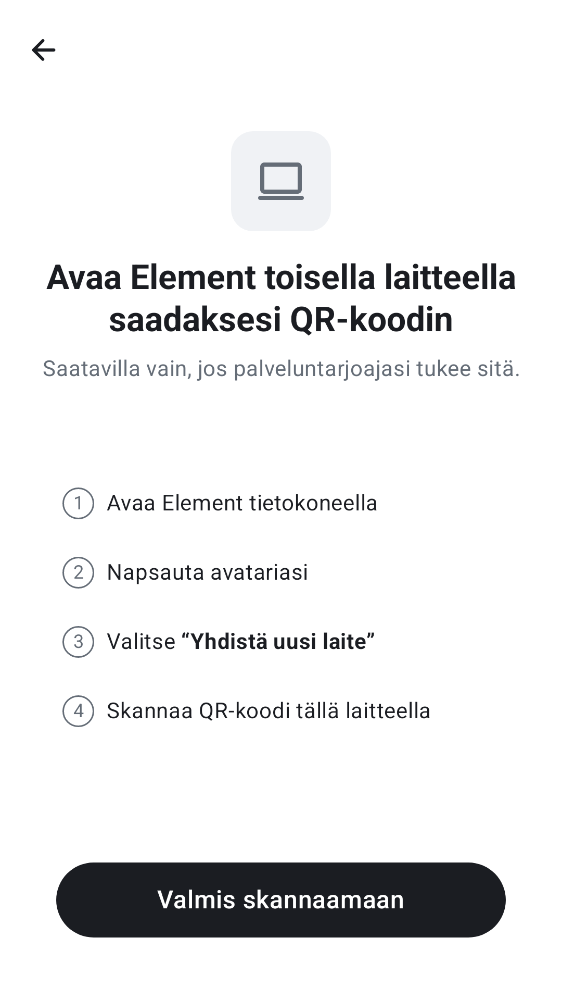 Avaa Element toisella laitteella
saadaksesi QR-koodin
Saatavilla vain, jos palveluntarjoajasi tukee sitä.
1 Avaa Element tietokoneella
2 Napsauta avatariasi
3 Valitse “Yhdistä uusi laite”
4 Skannaa QR-koodi tällä laitteella
Valmis skannaamaan